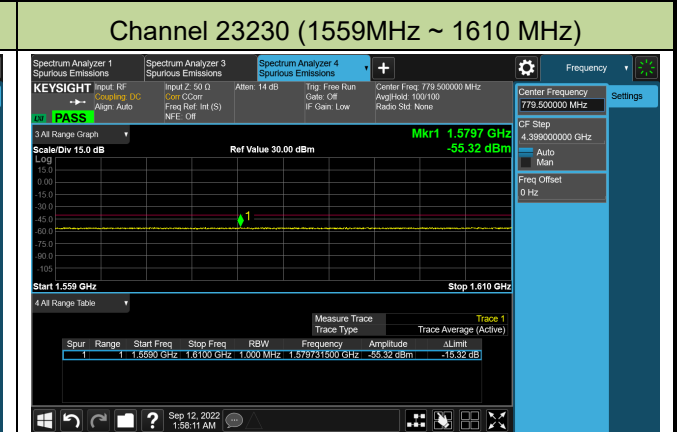 Channel 23230 (1559MHz ~ 1610 MHz)
Spectrum Analyzer 1
Spurious Emissions
Spectrum Analyzer 3
Spurious Emissions
Spectrum Analyzer 4
Spurious Emissions
+
Frequency
KEYSIGHT
Input: RF
Coupling: DC
Align: Auto
Input Z: 50 Ω
Corr CCorr
Freq Ref: Int (S)
NFE: Off
Atten: 14 dB
Trig: Free Run
Gate: Off
IF Gain: Low
Center Freq: 779.500000 MHz
Avg|Hold: 100/100
Radio Std: None
PASS
Center Frequency
779.500000 MHz
Settings
CF Step
4.399000000 GHz
Auto
Man
Freq Offset
0 Hz
3 All Range Graph
Mkr1 1.5797 GHz
-55.32 dBm
Scale/Div 15.0 dB
Ref Value 30.00 dBm
Log
15.0
0.00
-15.0
-30.0
-45.0
-60.0
-75.0
-90.0
-105
1
Start 1.559 GHz
Stop 1.610 GHz
4 All Range Table
Measure Trace Trace 1
Trace Type Trace Average (Active)
Spur Range Start Freq Stop Freq RBW Frequency Amplitude ΔLimit
1 1 1.5590 GHz 1.6100 GHz 1.000 MHz 1.579731500 GHz -55.32 dBm -15.32 dB
?
Sep 12, 2022
1:58:11 AM